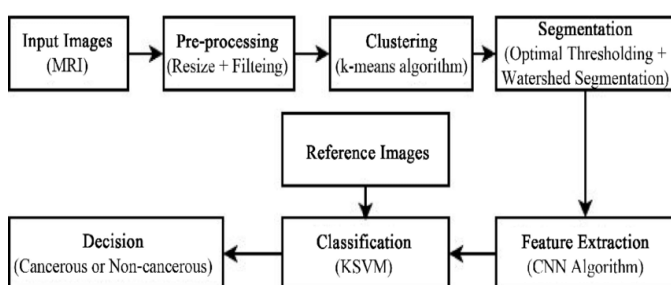 Input Images
(MRI)
Pre-processing
(Resize + Filteing)
Clustering
(k-means algorithm)
Segmentation
(Optimal Thresholding +
Watershed Segmentation)
Reference Images
Decision
(Cancerous or Non-cancerous)
Classification
(KSVM)
Feature Extraction
(CNN Algorithm)